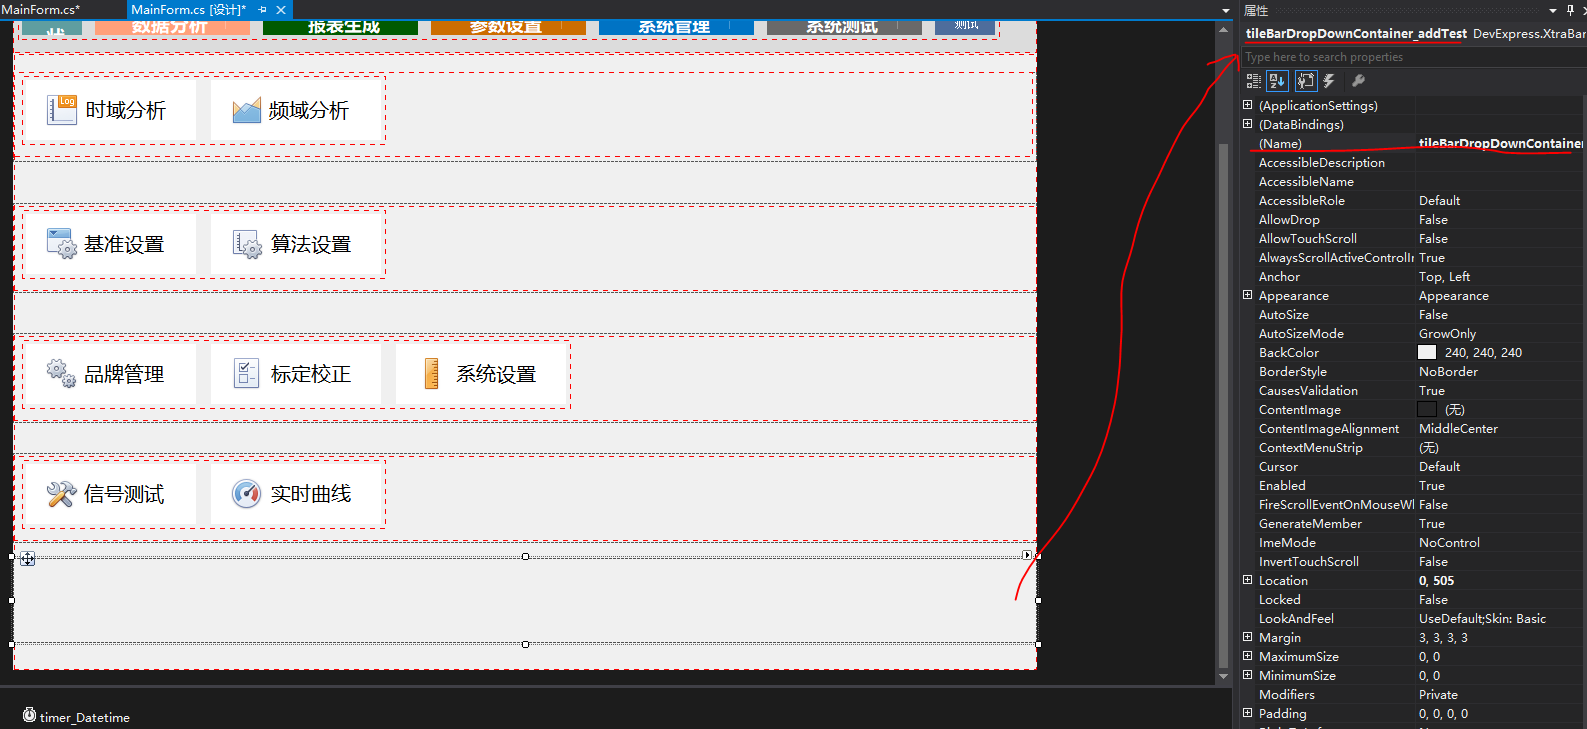 MainForm.cs*
MainForm.cs [设计]*
数据分析
报表生成
参数设置
系统管理
系统测试
测试
Log
时域分析
频域分析
基准设置
算法设置
品牌管理
标定校正
系统设置
信号测试
实时曲线
timer_Datetime
属性
tileBarDropDownContainer_addTest DevExpress.XtraBar
Type here to search properties
(ApplicationSettings)
(DataBindings)
(Name) tileBarDropDownContainer
AccessibleDescription
AccessibleName
AccessibleRole Default
AllowDrop False
AllowTouchScroll False
AlwaysScrollActiveControlIr True
Anchor Top, Left
Appearance Appearance
AutoSize False
AutoSizeMode GrowOnly
BackColor 240, 240, 240
BorderStyle NoBorder
CausesValidation True
ContentImage (无)
ContentImageAlignment MiddleCenter
ContextMenuStrip (无)
Cursor Default
Enabled True
FireScrollEventOnMouseWl False
GenerateMember True
ImeMode NoControl
InvertTouchScroll False
Location 0, 505
Locked False
LookAndFeel UseDefault;Skin: Basic
Margin 3, 3, 3, 3
MaximumSize 0, 0
MinimumSize 0, 0
Modifiers Private
Padding 0, 0, 0, 0